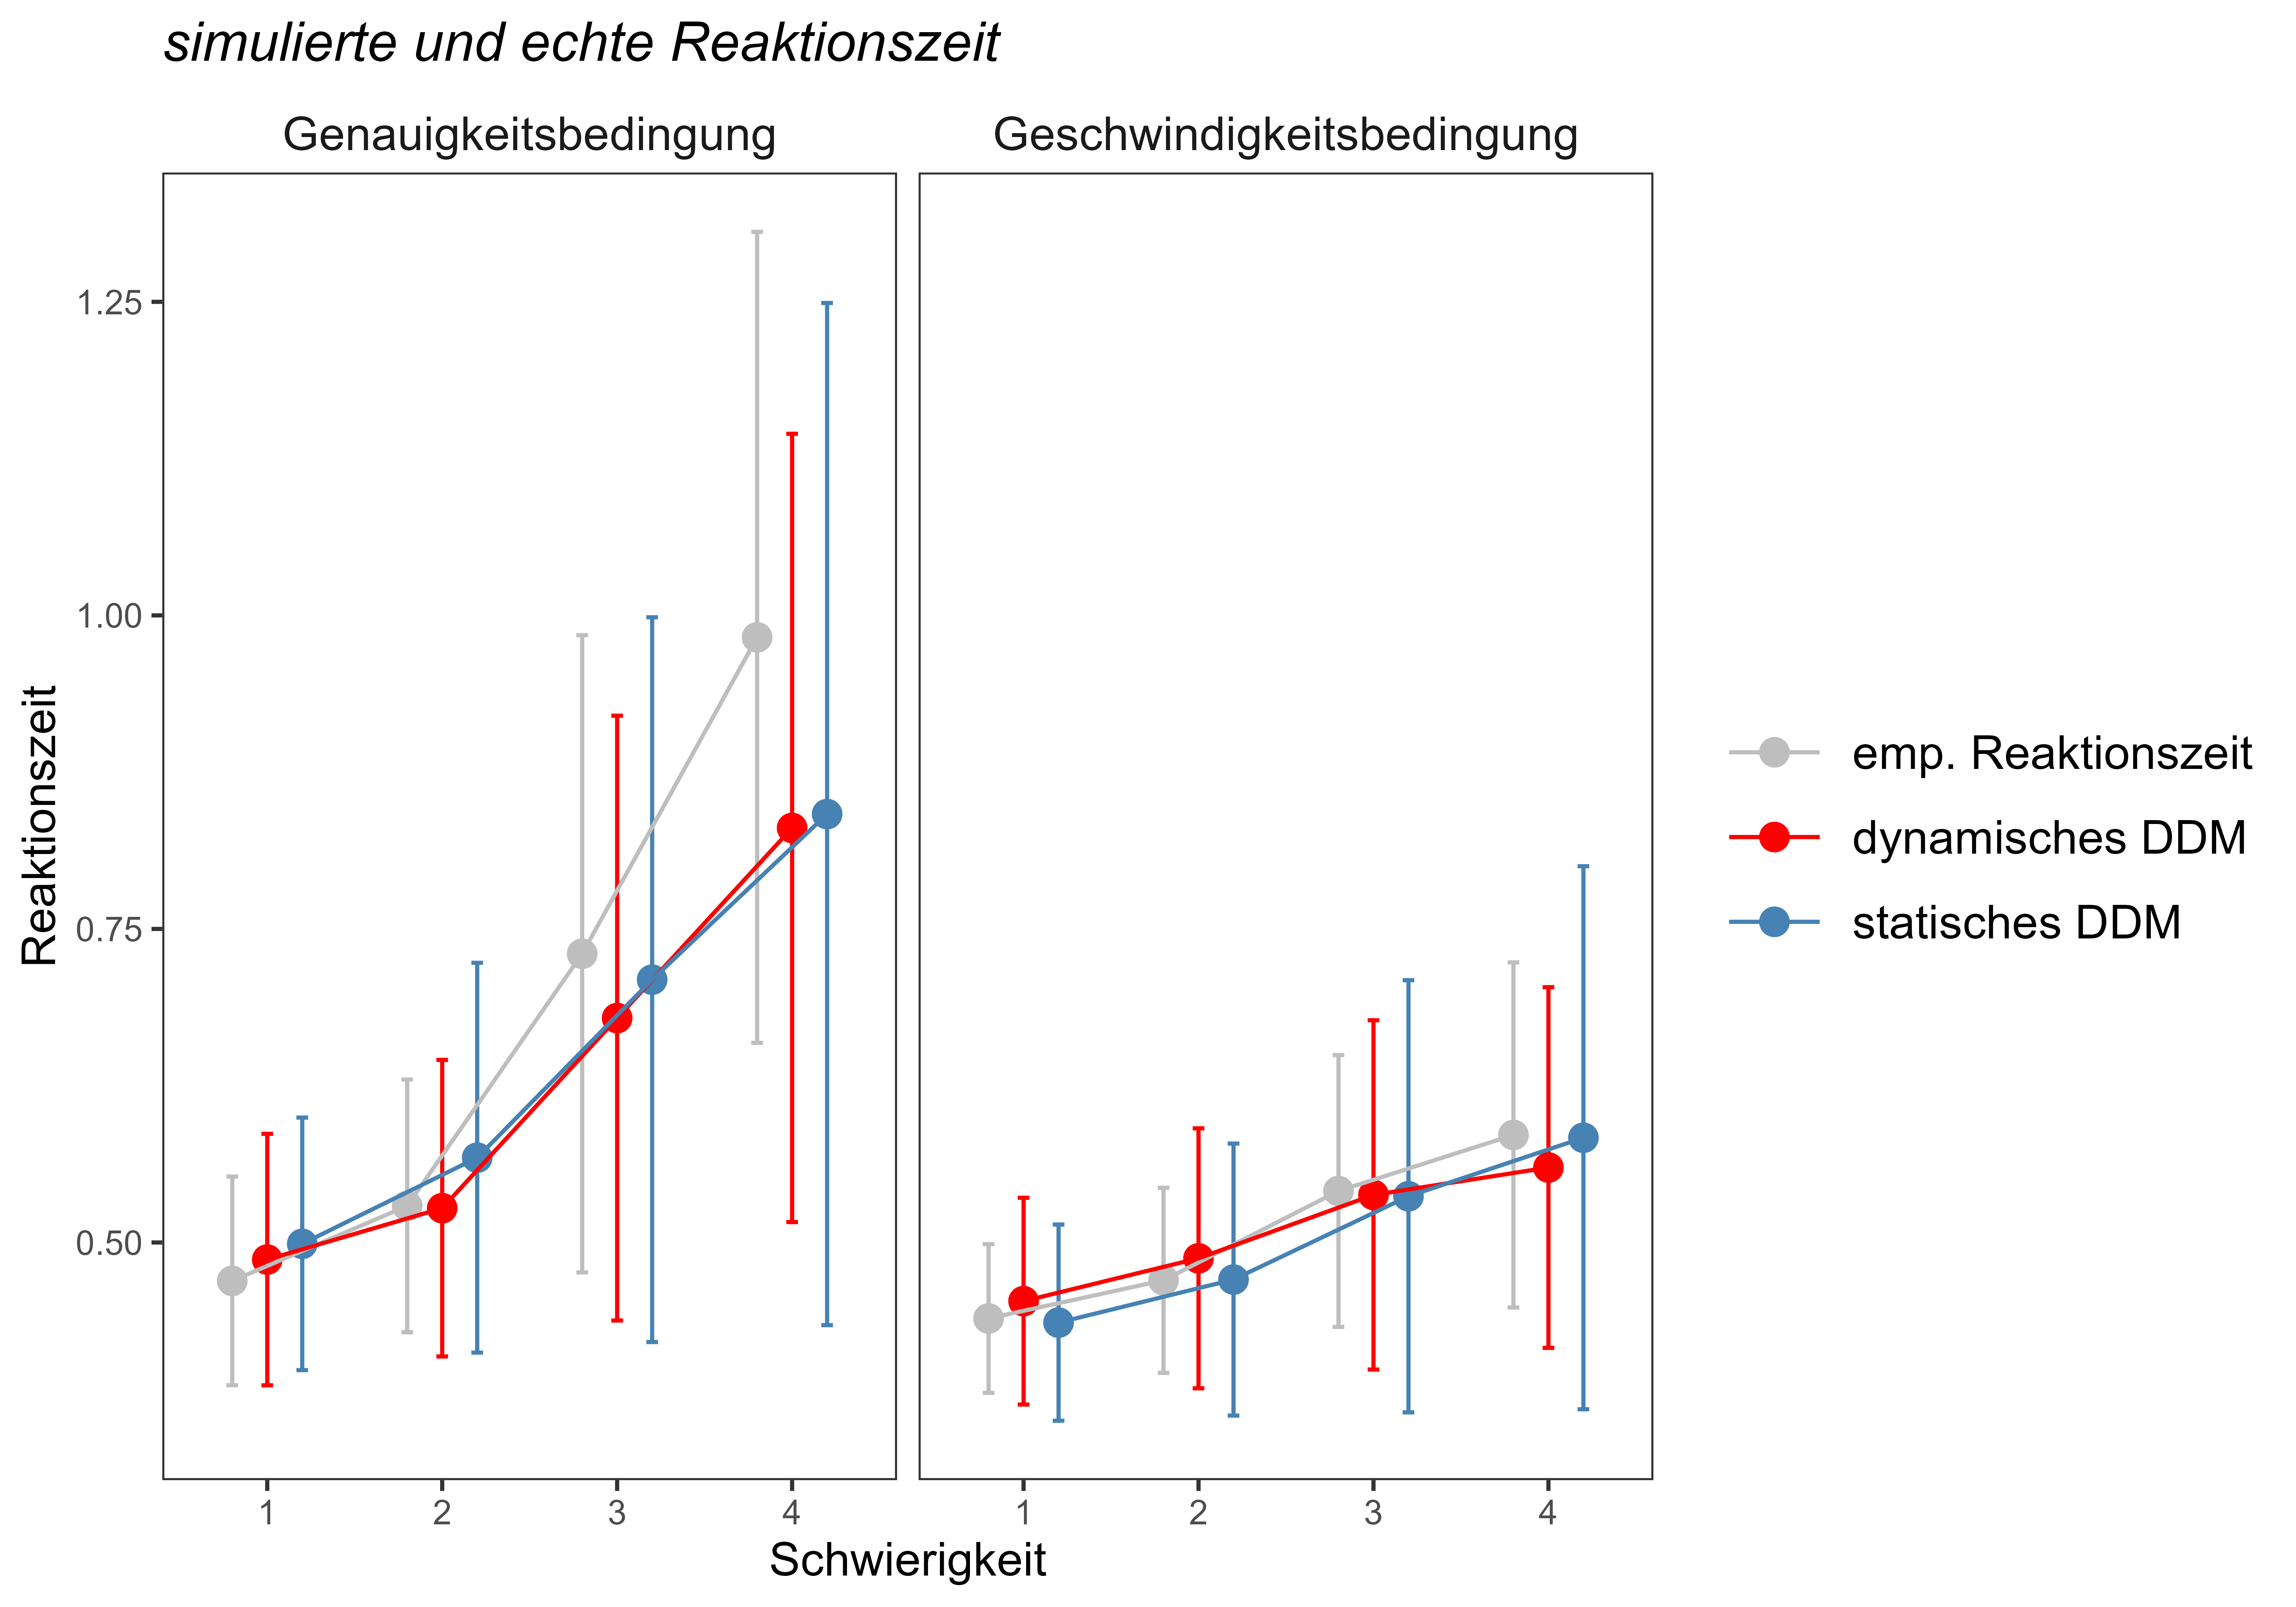 simulierte und echte Reaktionszeit
Genauigkeitsbedingung
Geschwindigkeitsbedingung
Reaktionszeit
1.25
1.00
0.75
0.50
1 2 3 4
1 2 3 4
Schwierigkeit
emp. Reaktionszeit
dynamisches DDM
statisches DDM